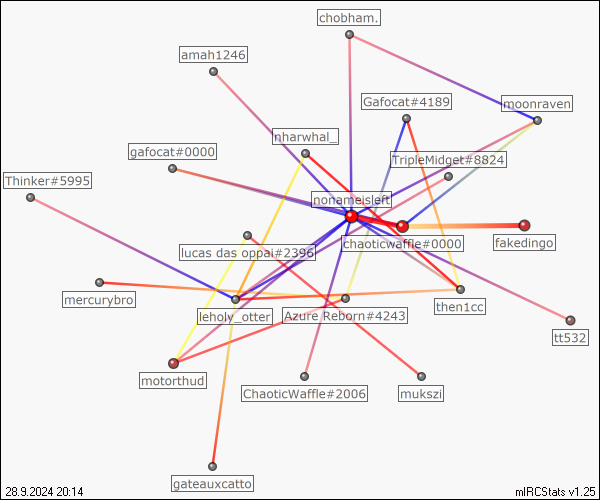 chobham.
amah1246
Gafocat#4189
moonraven
nharwhal_
gafocat#0000
TripleMidget#8824
Thinker#5995
nonameisleft
chaoticwaffle#0000
fakedingo
lucas das oppai#2396
mercurybro
leholy_otter
Azure Reborn#4243
then1cc
tt532
motorthud
ChaoticWaffle#2006
mukszi
gateauxcatto
28.9.2024 20:14
mIRCStats v1.25